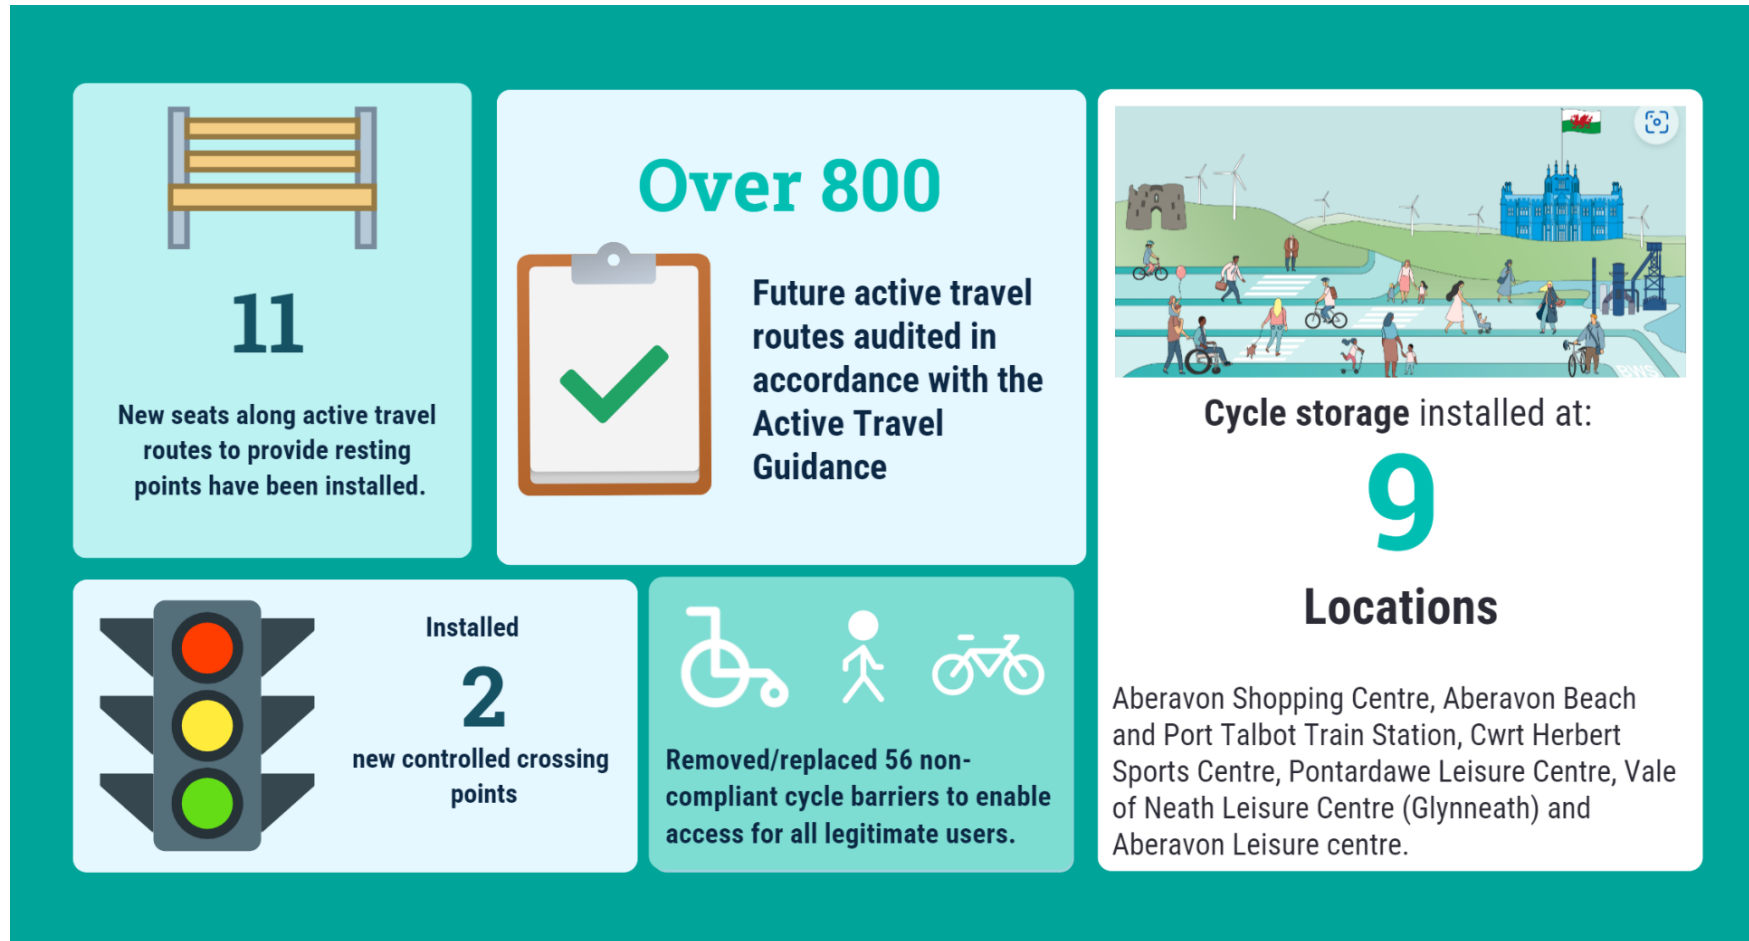 11
New seats along active travel
routes to provide resting
points have been installed.
Over 800
Future active travel
routes audited in
accordance with the
Active Travel
Guidance
Cycle storage installed at:
9
Locations
Aberavon Shopping Centre, Aberavon Beach
and Port Talbot Train Station, Cwrt Herbert
Sports Centre, Pontardawe Leisure Centre, Vale
of Neath Leisure Centre (Glynneath) and
Aberavon Leisure centre.
Installed
2
new controlled crossing
points
Removed/replaced 56 non-
compliant cycle barriers to enable
access for all legitimate users.
BWS